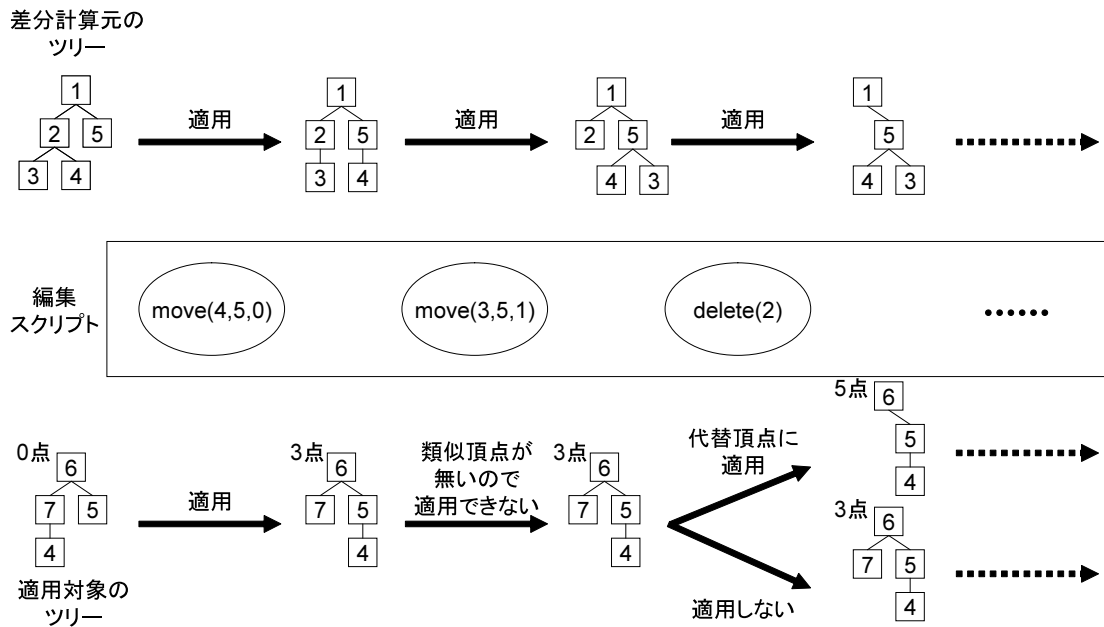 差分計算元の
ツリー
1
2 5
3 4
適用
1
2 5
3 4
適用
1
2 5
4 3
適用
1
5
4 3
編集
スクリプト
move(4,5,0)
move(3,5,1)
delete(2)
……
0点
6
7 5
4
適用対象の
ツリー
適用
3点
6
7 5
4
類似頂点が
無いので
適用できない
3点
6
7 5
4
代替頂点に
適用
適用しない
5点
6
5
4
3点
6
7 5
4